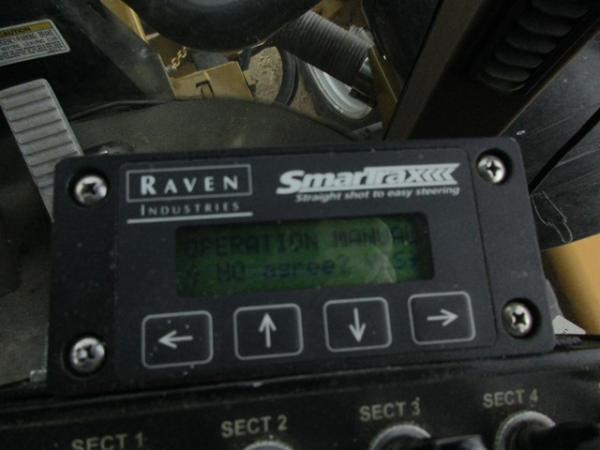 CAUTION
RAVEN
INDUSTRIES
SmarTrax
Straight shot to easy steering
OPERATION MANUAL
NO agree?
SECT 1
SECT 2
SECT 3
SECT 4